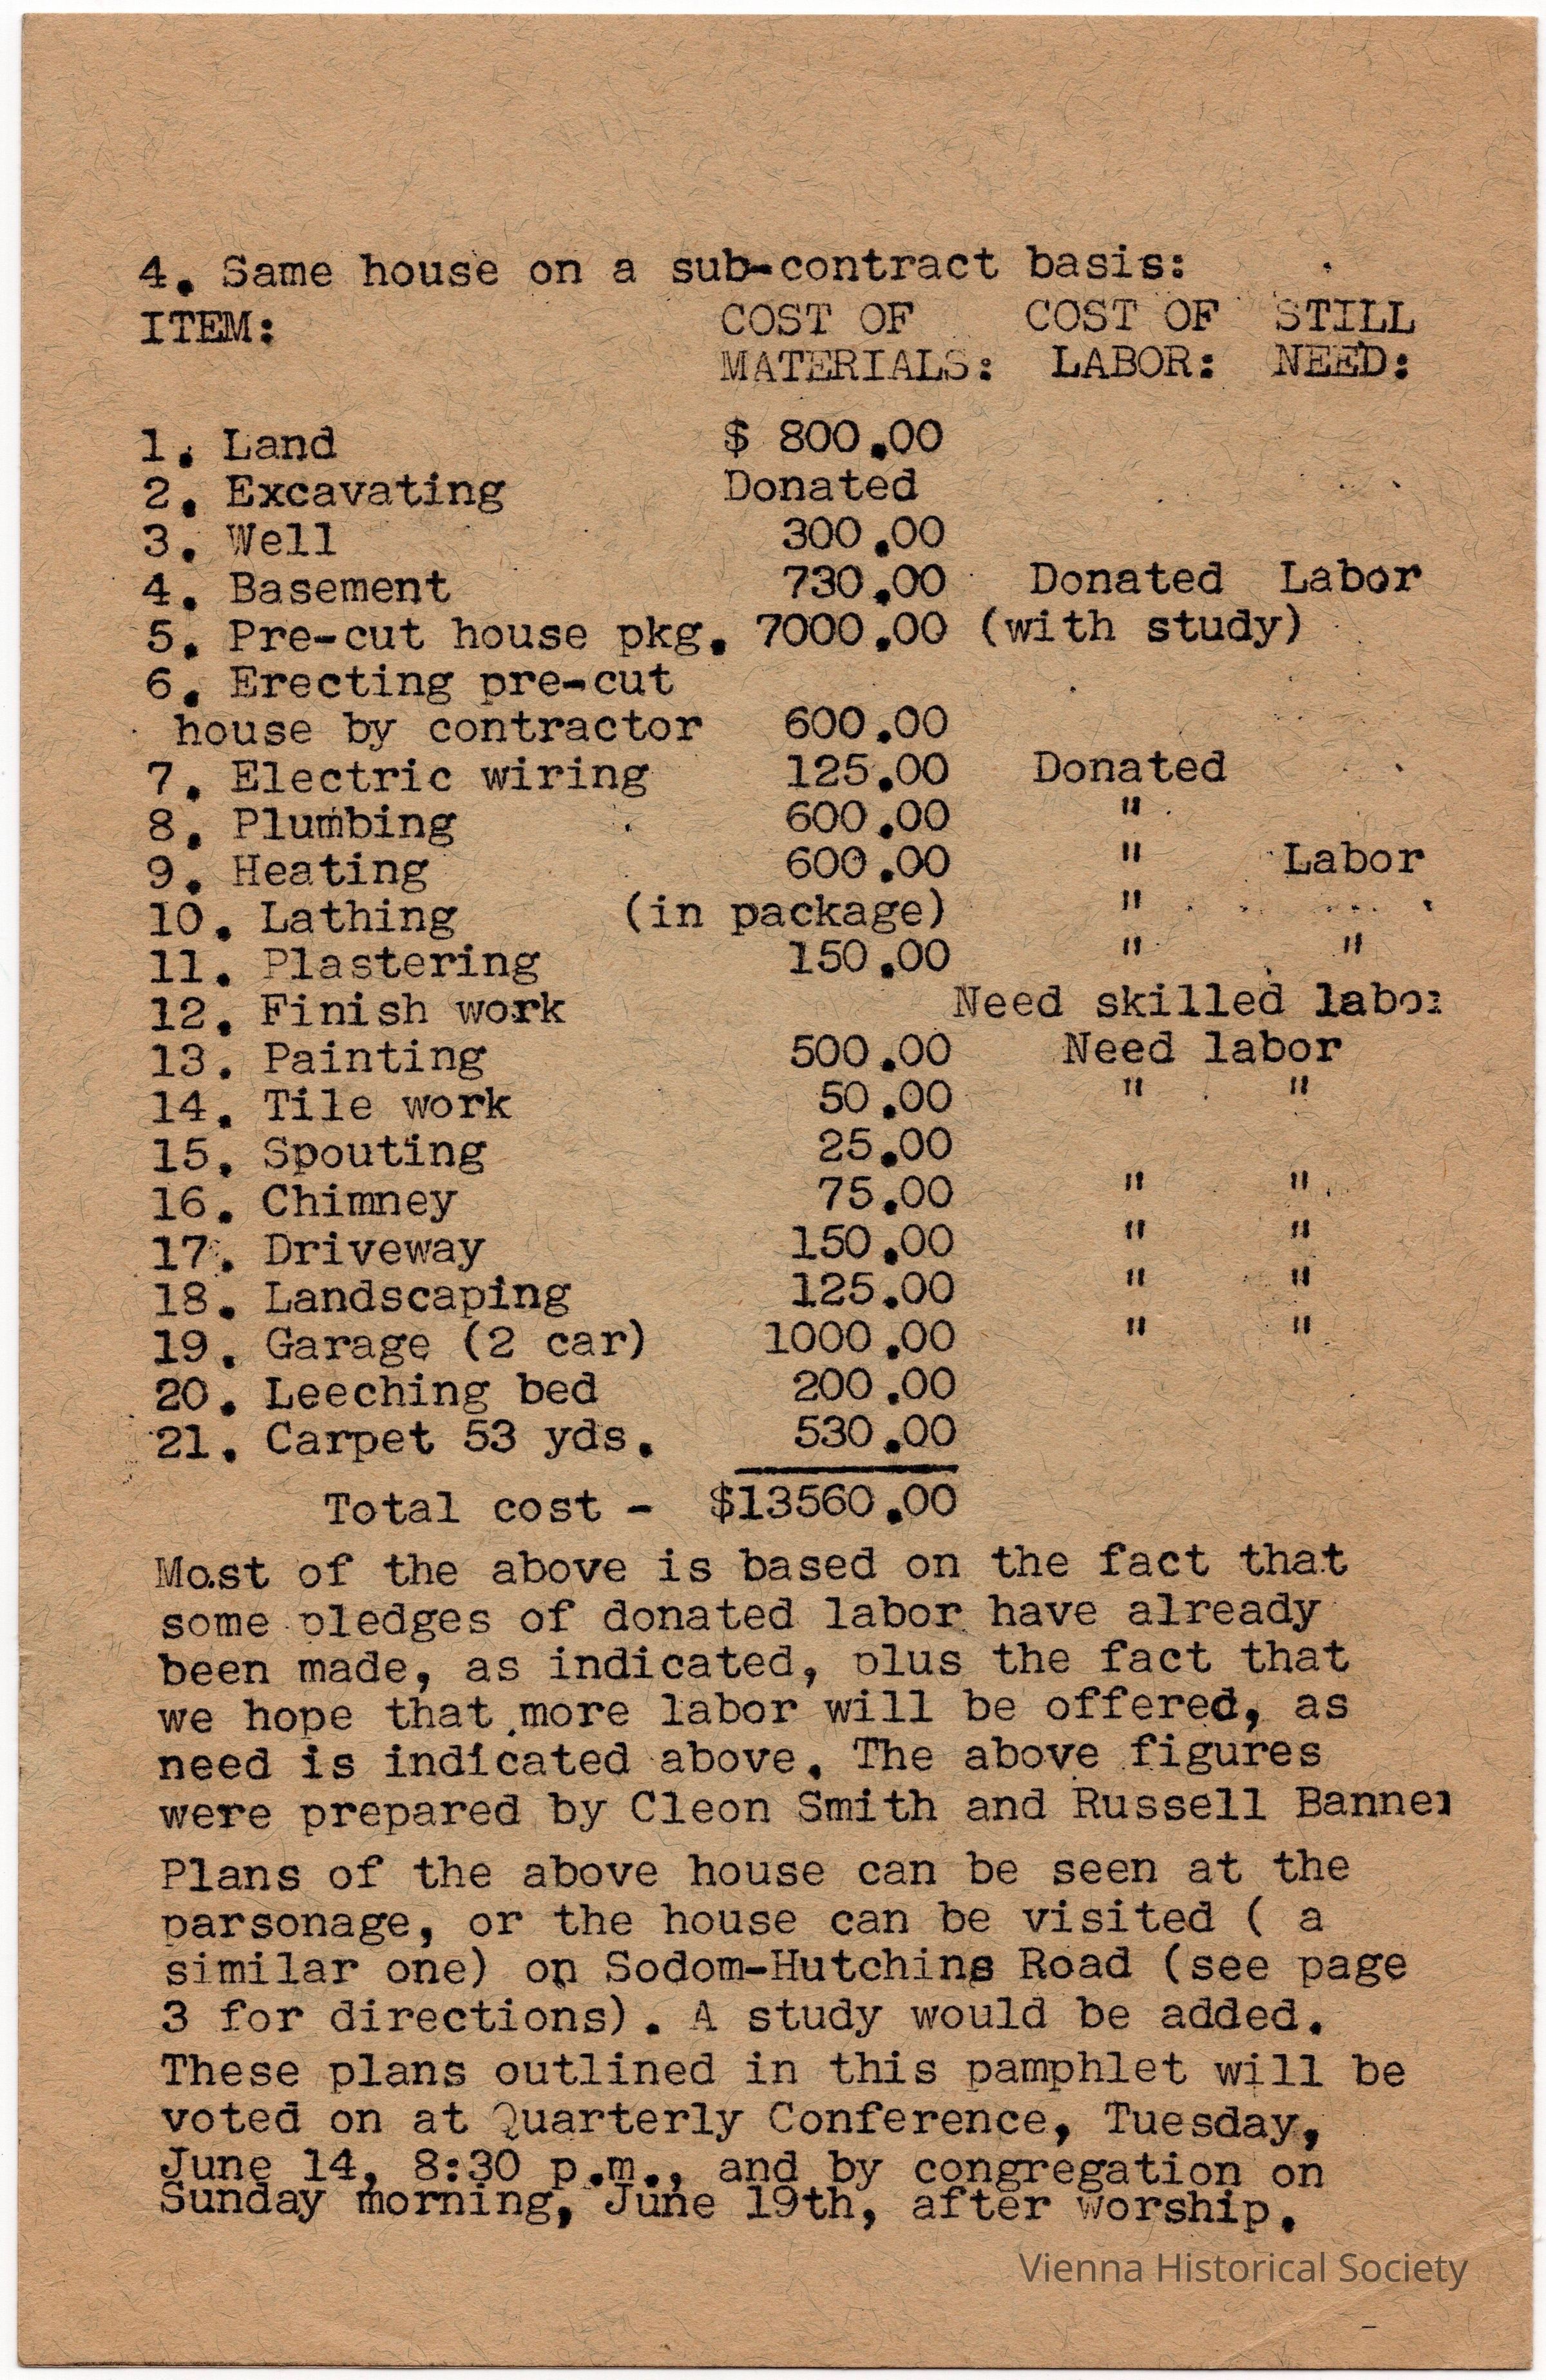 4. Same house on a sub-contract basis:
ITEM: COST OF MATERIALS: COST OF LABOR: STILL NEED:
1. Land $ 800.00
2. Excavating Donated
3. Well 300.00
4. Basement 730.00 Donated Labor
5. Pre-cut house pkg. 7000.00 (with study)
6. Erecting pre-cut
house by contractor 600.00
7. Electric wiring 125.00 Donated
8. Plumbing 600.00 "
9. Heating 600.00 " Labor
10. Lathing (in package) "
11. Plastering 150.00 " "
12. Finish work Need skilled labor
13. Painting 500.00 Need labor
14. Tile work 50.00 " "
15. Spouting 25.00
16. Chimney 75.00 " "
17. Driveway 150.00 " "
18. Landscaping 125.00 " "
19. Garage (2 car) 1000.00 " "
20. Leeching bed 200.00
21. Carpet 53 yds. 530.00
Total cost - $13560.00
Most of the above is based on the fact that
some pledges of donated labor have already
been made, as indicated, plus the fact that
we hope that more labor will be offered, as
need is indicated above. The above figures
were prepared by Cleon Smith and Russell Banner
Plans of the above house can be seen at the
parsonage, or the house can be visited ( a
similar one) on Sodom-Hutchins Road (see page
3 for directions). A study would be added.
These plans outlined in this pamphlet will be
voted on at Quarterly Conference, Tuesday,
June 14, 8:30 p.m., and by congregation on
Sunday morning, June 19th, after worship.
Vienna Historical Society